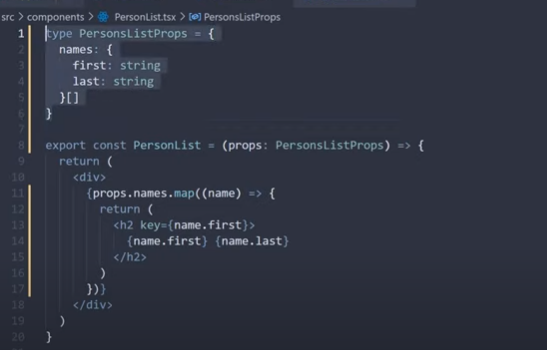 src > components > PersonList.tsx > PersonsListProps
1 type PersonsListProps = {
2   names: {
3     first: string
4     last: string
5   }[]
6 }
7
8 export const PersonList = (props: PersonsListProps) => {
9   return (
10     <div>
11       {props.names.map((name) => {
12         return (
13           <h2 key={name.first}>
14             {name.first} {name.last}
15           </h2>
16         )
17       })}
18     </div>
19   )
20 }